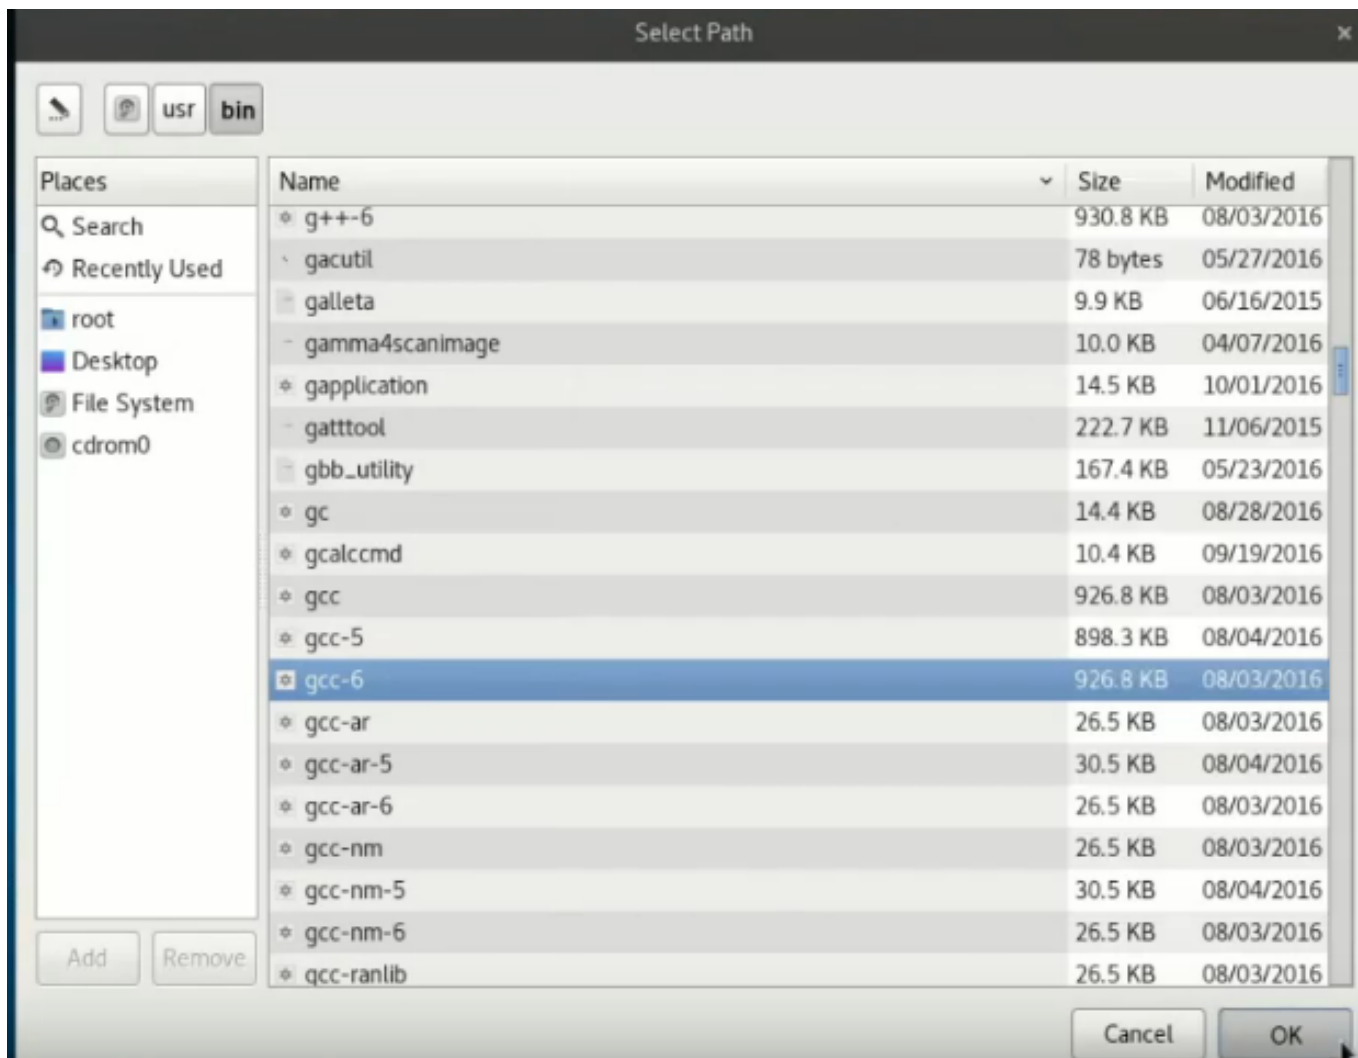 Select Path
usr bin
Places
Search
Recently Used
root
Desktop
File System
cdrom0
Add Remove
Name Size Modified
g++-6 930.8 KB 08/03/2016
gacutil 78 bytes 05/27/2016
galleta 9.9 KB 06/16/2015
gamma4scanimage 10.0 KB 04/07/2016
gapplication 14.5 KB 10/01/2016
gatttool 222.7 KB 11/06/2015
gbb_utility 167.4 KB 05/23/2016
gc 14.4 KB 08/28/2016
gcalccmd 10.4 KB 09/19/2016
gcc 926.8 KB 08/03/2016
gcc-5 898.3 KB 08/04/2016
gcc-6 926.8 KB 08/03/2016
gcc-ar 26.5 KB 08/03/2016
gcc-ar-5 30.5 KB 08/04/2016
gcc-ar-6 26.5 KB 08/03/2016
gcc-nm 26.5 KB 08/03/2016
gcc-nm-5 30.5 KB 08/04/2016
gcc-nm-6 26.5 KB 08/03/2016
gcc-ranlib 26.5 KB 08/03/2016
Cancel OK